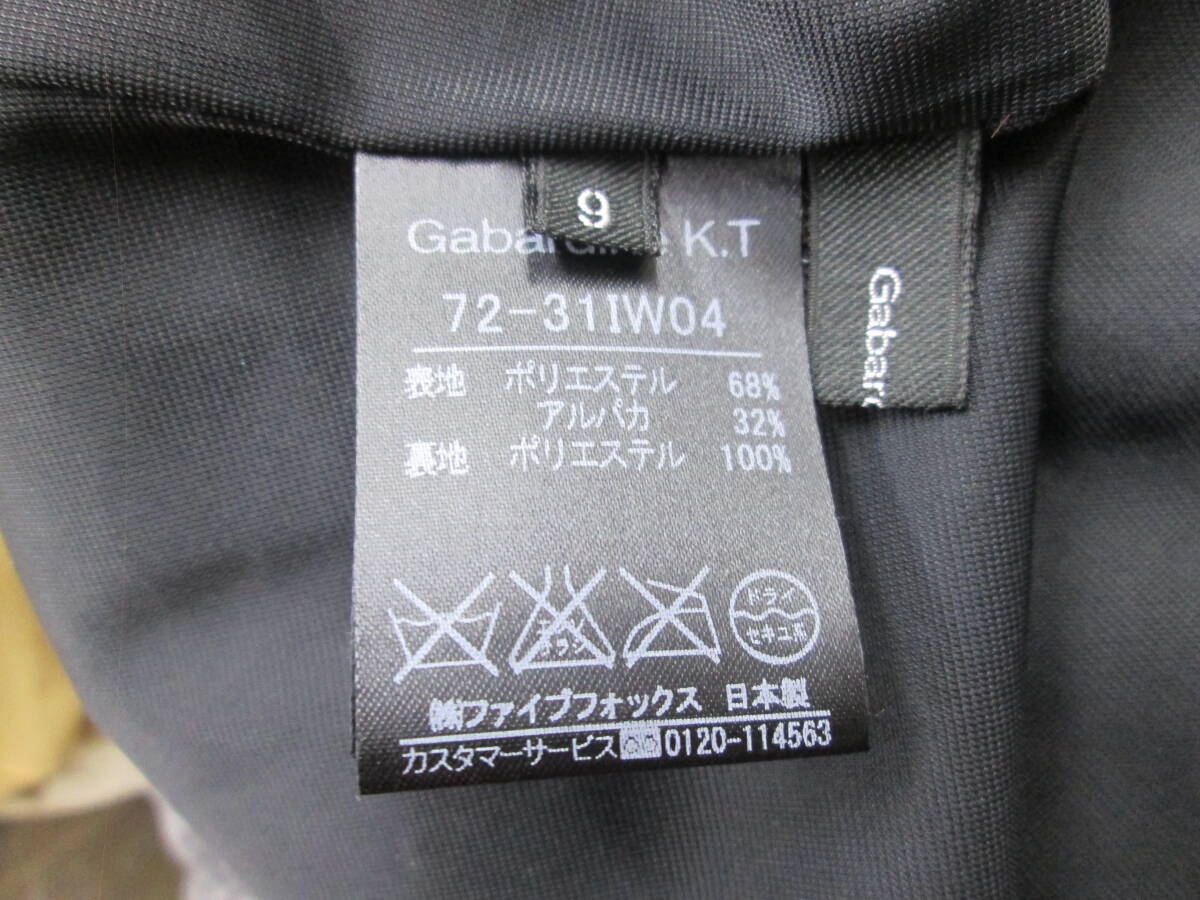 9
Gabardine K.T
72-31IW04
表地 ポリエステル 68%
アルパカ 32%
裏地 ポリエステル 100%
ドライ
セキユ系
㈱ファイブフォックス 日本製
カスタマーサービス 0120-114563
Gabar